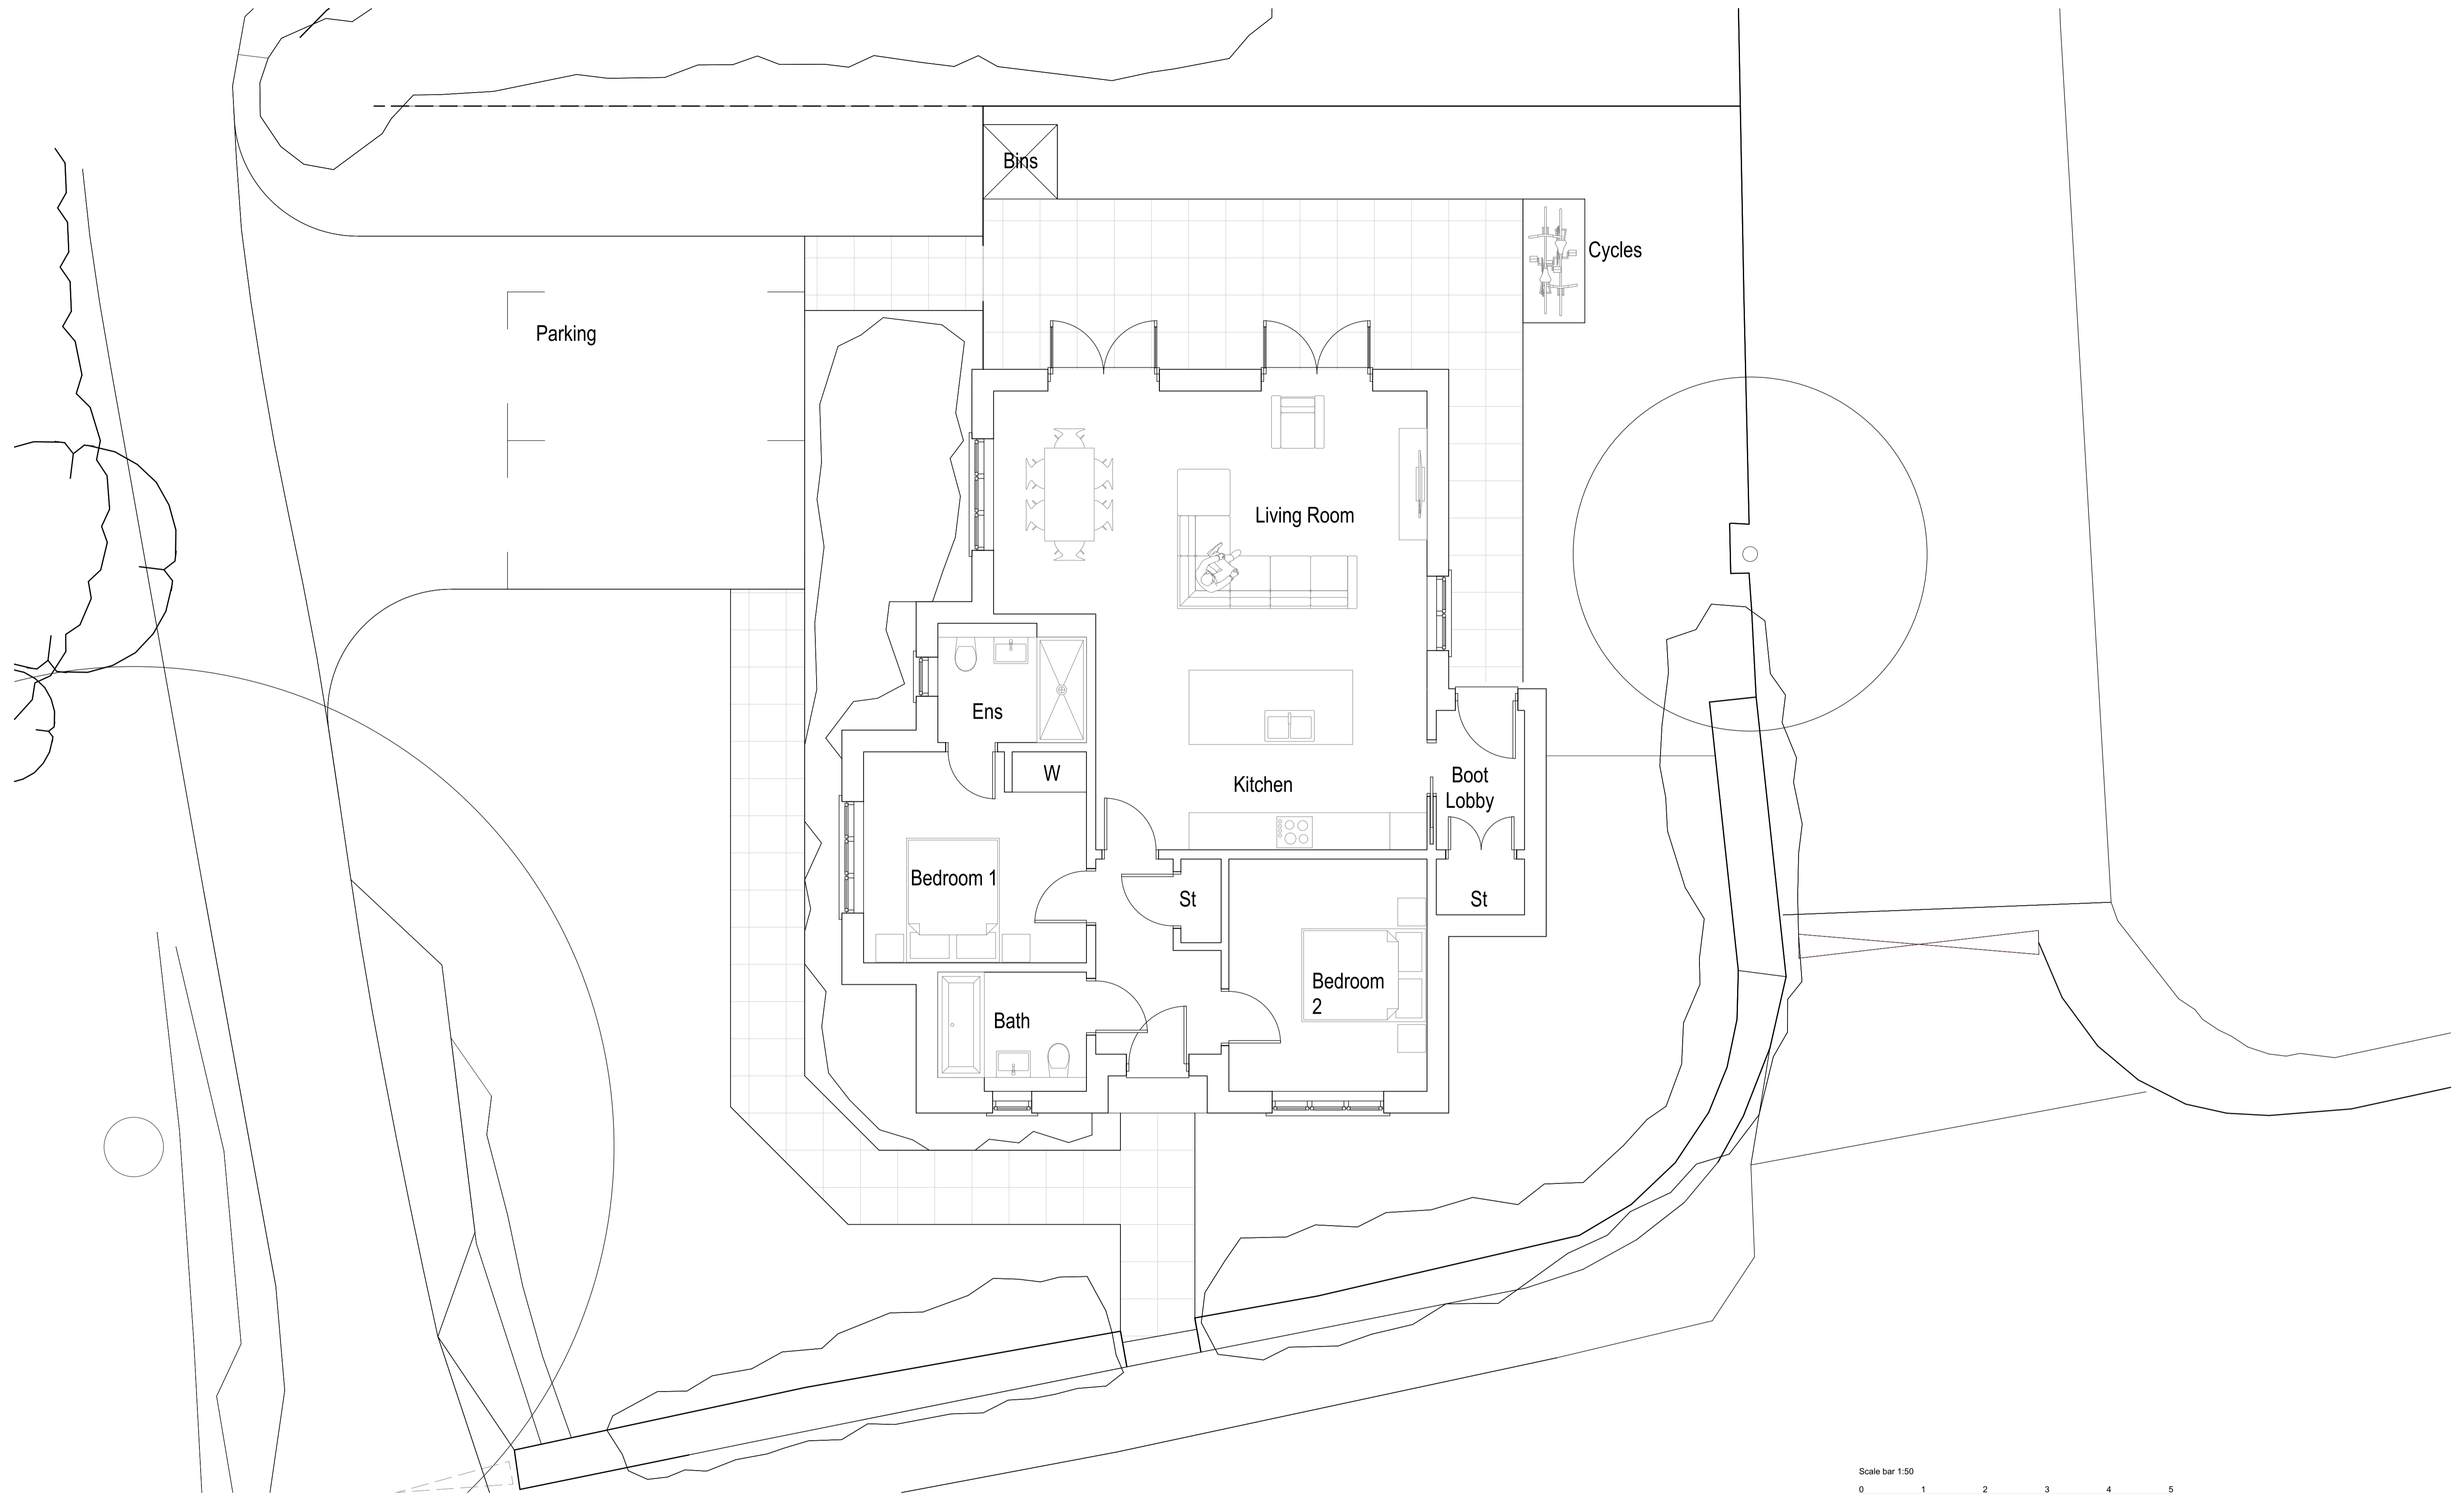 Bins
Cycles
Parking
Living Room
Ens
W
Kitchen
Boot
Lobby
Bedroom 1
St
St
Bedroom
2
Bath
Scale bar 1:50
0 1 2 3 4 5